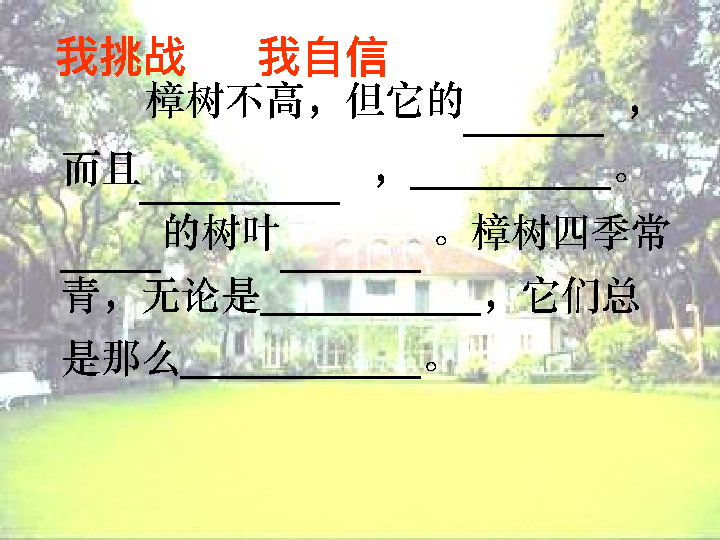 我挑战 我自信
樟树不高，但它的______，
而且__________，__________。
_____的树叶_______。樟树四季常
青，无论是___________，它们总
是那么____________。